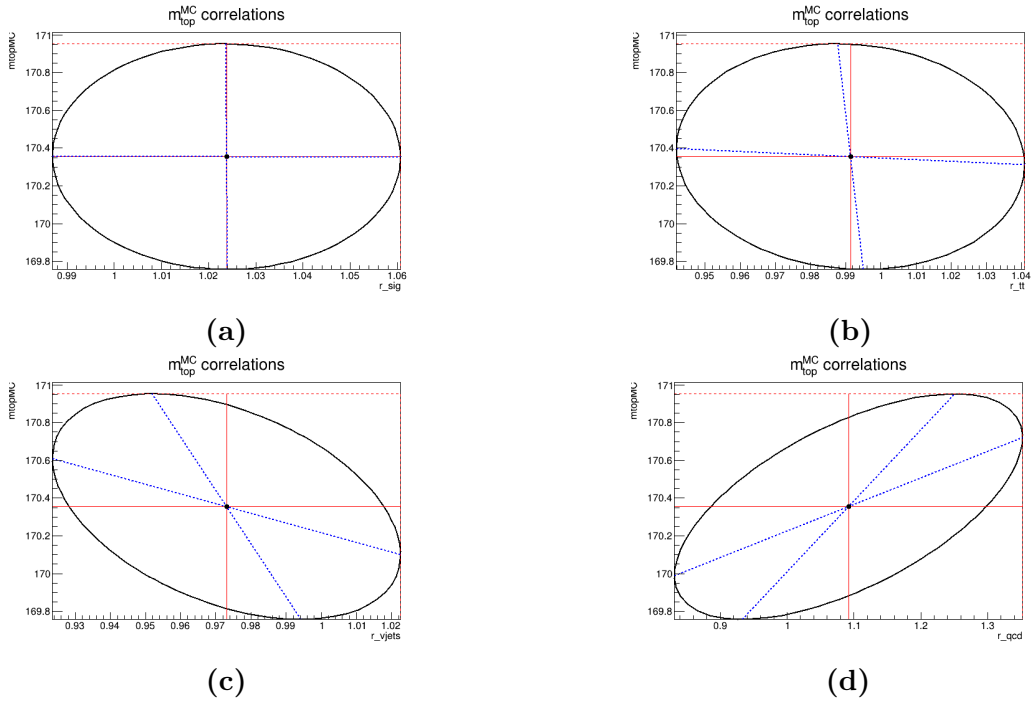 m_top^MC correlations
mtopMC
171
170.8
170.6
170.4
170.2
170
169.8
0.99 1 1.01 1.02 1.03 1.04 1.05 1.06
r_sig
(a)
m_top^MC correlations
mtopMC
171
170.8
170.6
170.4
170.2
170
169.8
0.95 0.96 0.97 0.98 0.99 1 1.01 1.02 1.03 1.04
r_tt
(b)
m_top^MC correlations
mtopMC
171
170.8
170.6
170.4
170.2
170
169.8
0.93 0.94 0.95 0.96 0.97 0.98 0.99 1 1.01 1.02
r_vjets
(c)
m_top^MC correlations
mtopMC
171
170.8
170.6
170.4
170.2
170
169.8
0.9 1 1.1 1.2 1.3
r_qcd
(d)